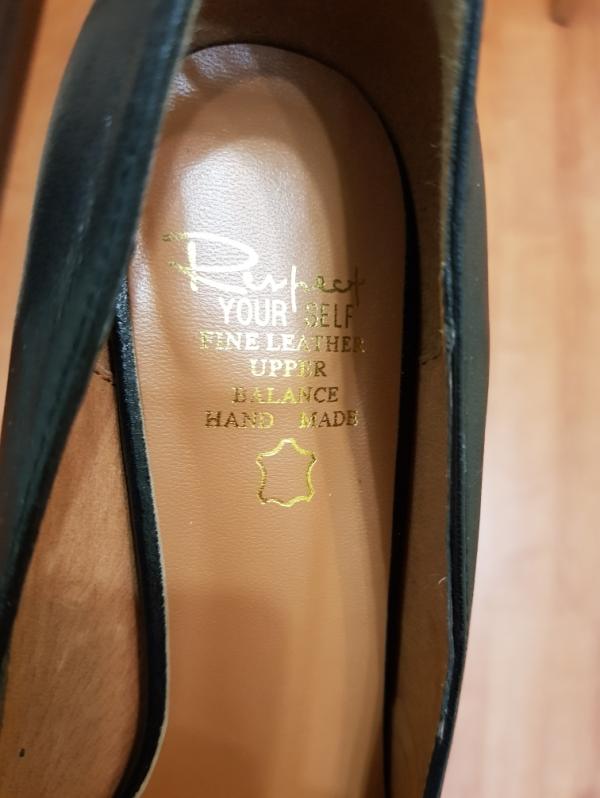 Respect
YOUR SELF
FINE LEATHER
UPPER
BALANCE
HAND MADE